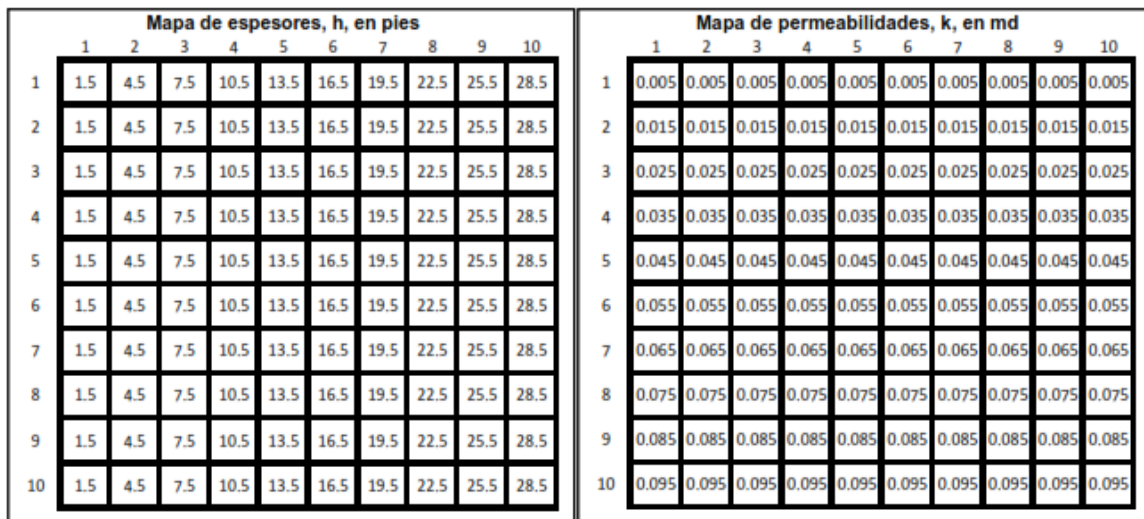 Mapa de espesores, h, en pies
1 2 3 4 5 6 7 8 9 10
1 1.5 4.5 7.5 10.5 13.5 16.5 19.5 22.5 25.5 28.5
2 1.5 4.5 7.5 10.5 13.5 16.5 19.5 22.5 25.5 28.5
3 1.5 4.5 7.5 10.5 13.5 16.5 19.5 22.5 25.5 28.5
4 1.5 4.5 7.5 10.5 13.5 16.5 19.5 22.5 25.5 28.5
5 1.5 4.5 7.5 10.5 13.5 16.5 19.5 22.5 25.5 28.5
6 1.5 4.5 7.5 10.5 13.5 16.5 19.5 22.5 25.5 28.5
7 1.5 4.5 7.5 10.5 13.5 16.5 19.5 22.5 25.5 28.5
8 1.5 4.5 7.5 10.5 13.5 16.5 19.5 22.5 25.5 28.5
9 1.5 4.5 7.5 10.5 13.5 16.5 19.5 22.5 25.5 28.5
10 1.5 4.5 7.5 10.5 13.5 16.5 19.5 22.5 25.5 28.5
Mapa de permeabilidades, k, en md
1 2 3 4 5 6 7 8 9 10
1 0.005 0.005 0.005 0.005 0.005 0.005 0.005 0.005 0.005 0.005
2 0.015 0.015 0.015 0.015 0.015 0.015 0.015 0.015 0.015 0.015
3 0.025 0.025 0.025 0.025 0.025 0.025 0.025 0.025 0.025 0.025
4 0.035 0.035 0.035 0.035 0.035 0.035 0.035 0.035 0.035 0.035
5 0.045 0.045 0.045 0.045 0.045 0.045 0.045 0.045 0.045 0.045
6 0.055 0.055 0.055 0.055 0.055 0.055 0.055 0.055 0.055 0.055
7 0.065 0.065 0.065 0.065 0.065 0.065 0.065 0.065 0.065 0.065
8 0.075 0.075 0.075 0.075 0.075 0.075 0.075 0.075 0.075 0.075
9 0.085 0.085 0.085 0.085 0.085 0.085 0.085 0.085 0.085 0.085
10 0.095 0.095 0.095 0.095 0.095 0.095 0.095 0.095 0.095 0.095